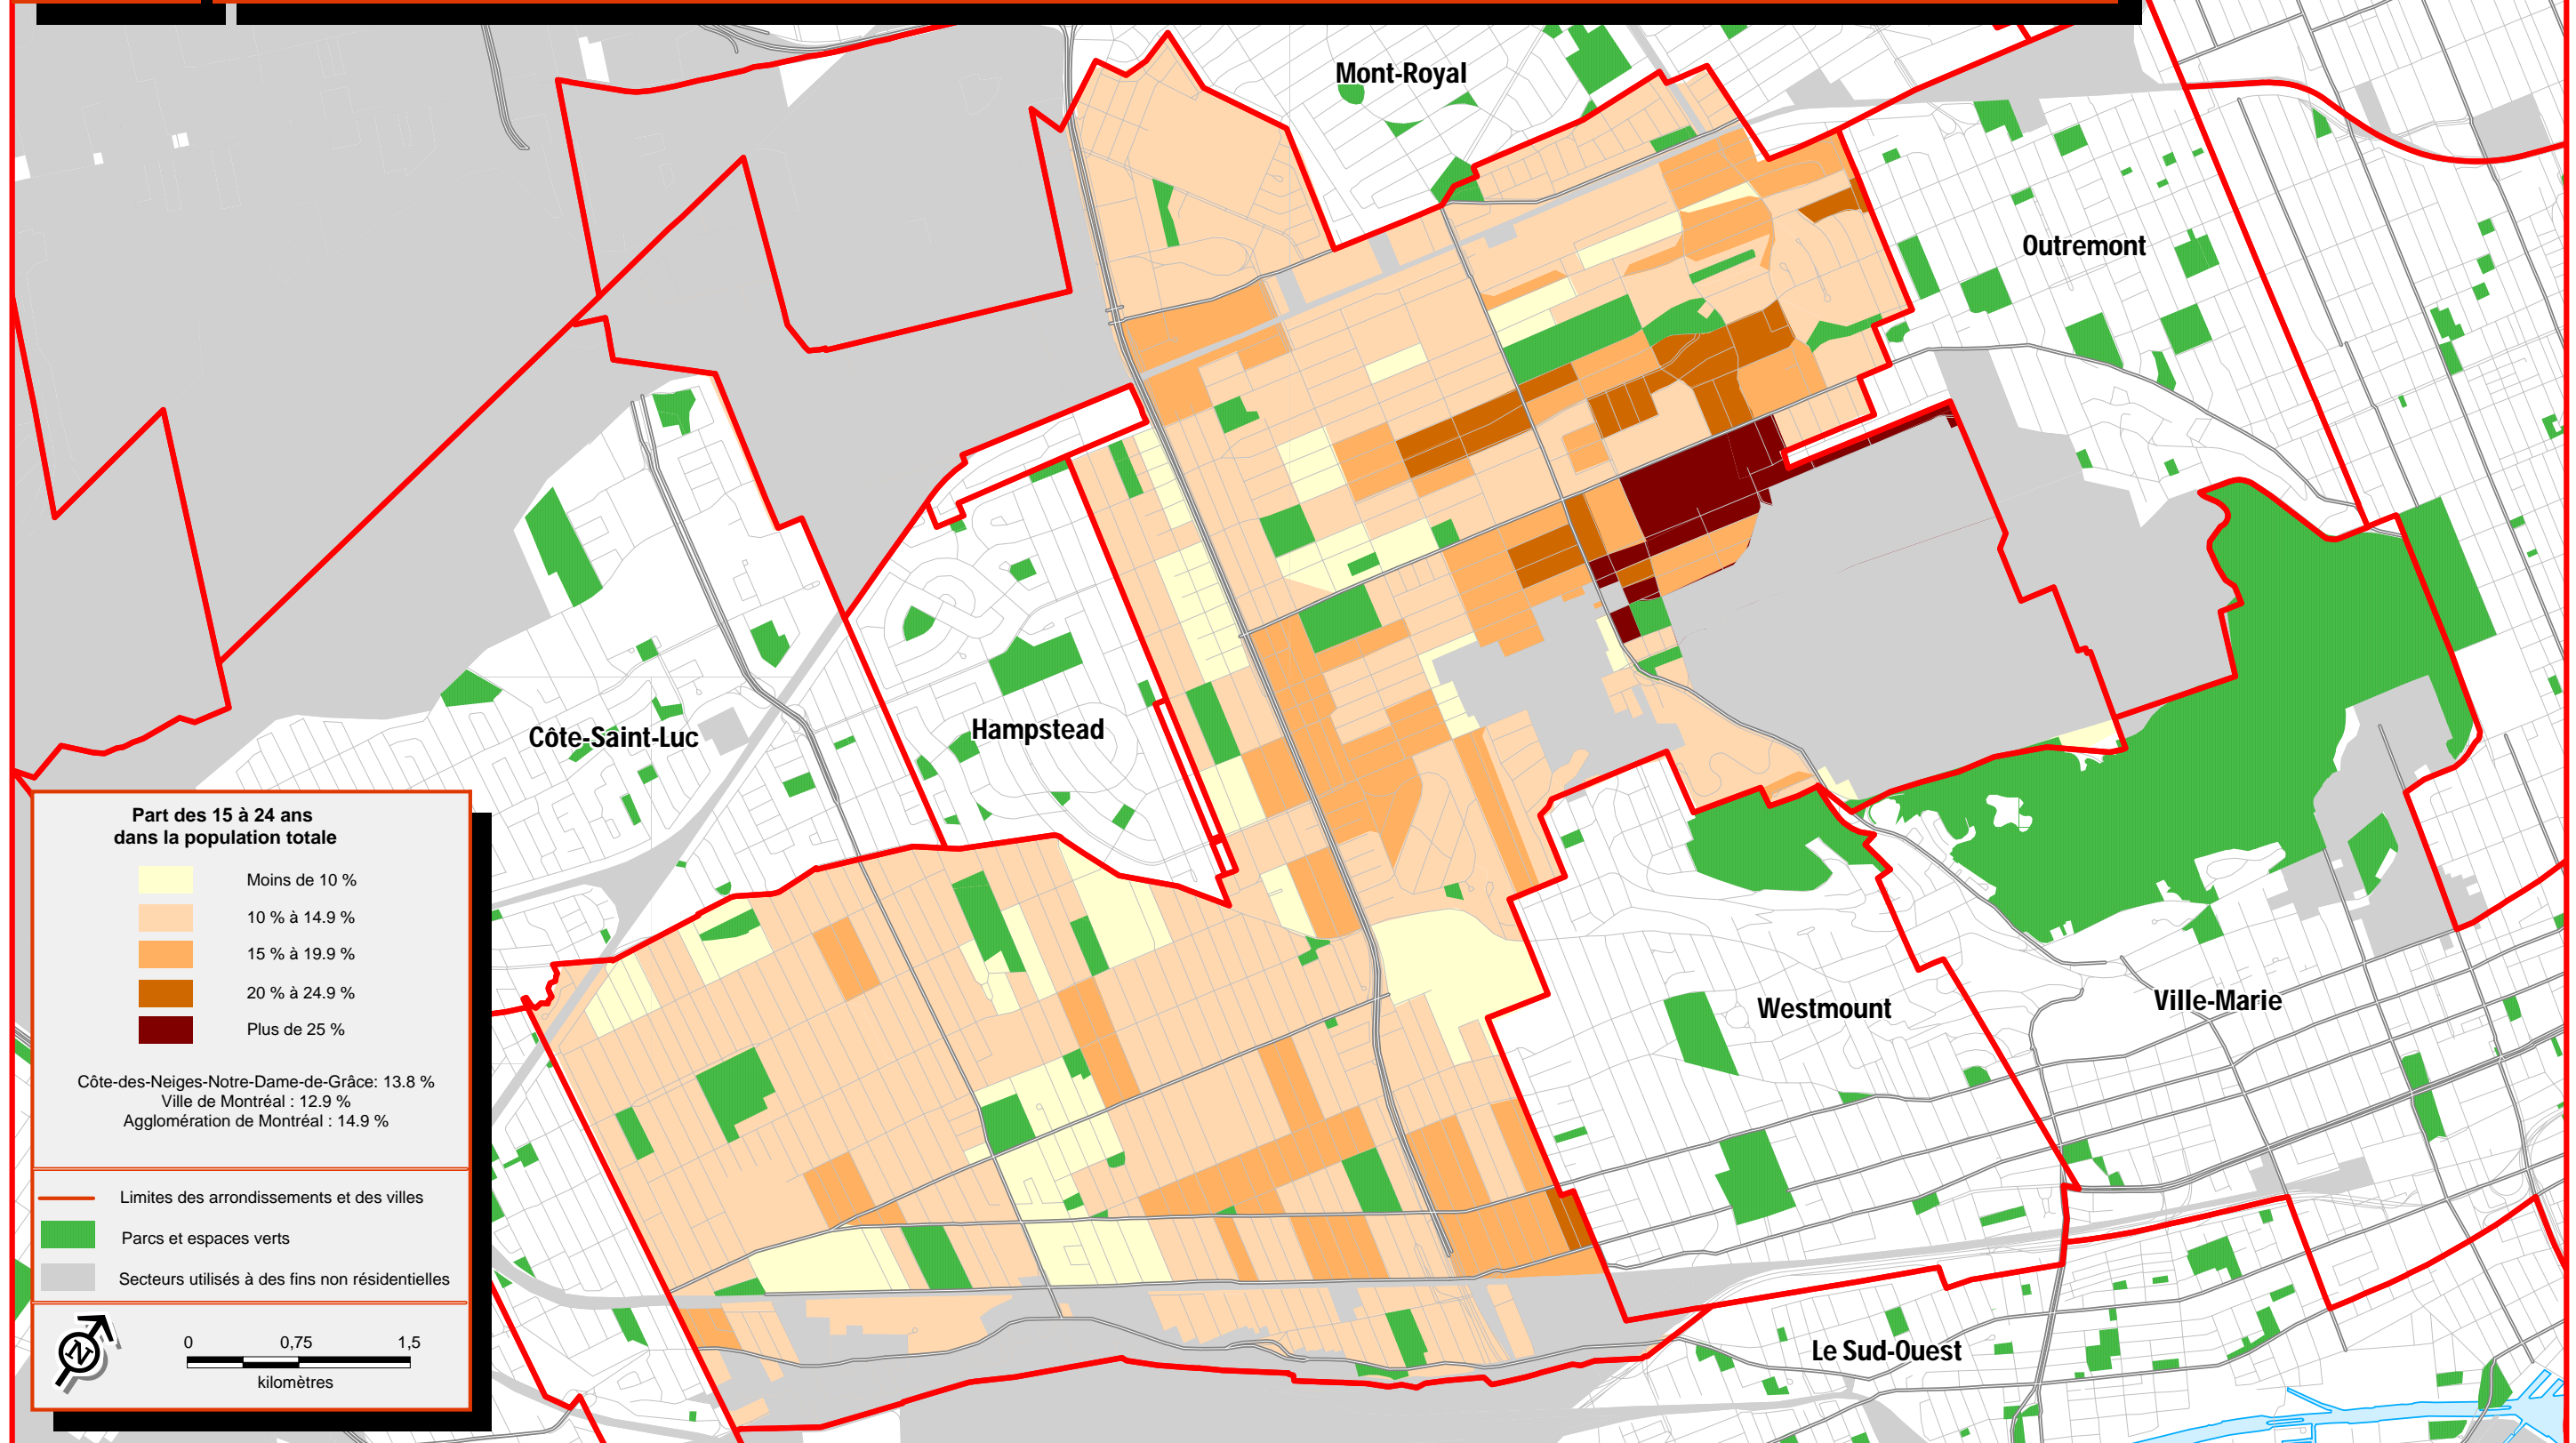 Mont-Royal
Outremont
Côte-Saint-Luc
Hampstead
Westmount
Ville-Marie
Le Sud-Ouest
Part des 15 à 24 ans
dans la population totale
Moins de 10 %
10 % à 14.9 %
15 % à 19.9 %
20 % à 24.9 %
Plus de 25 %
Côte-des-Neiges-Notre-Dame-de-Grâce: 13.8 %
Ville de Montréal : 12.9 %
Agglomération de Montréal : 14.9 %
Limites des arrondissements et des villes
Parcs et espaces verts
Secteurs utilisés à des fins non résidentielles
N
0 0,75 1,5
kilomètres